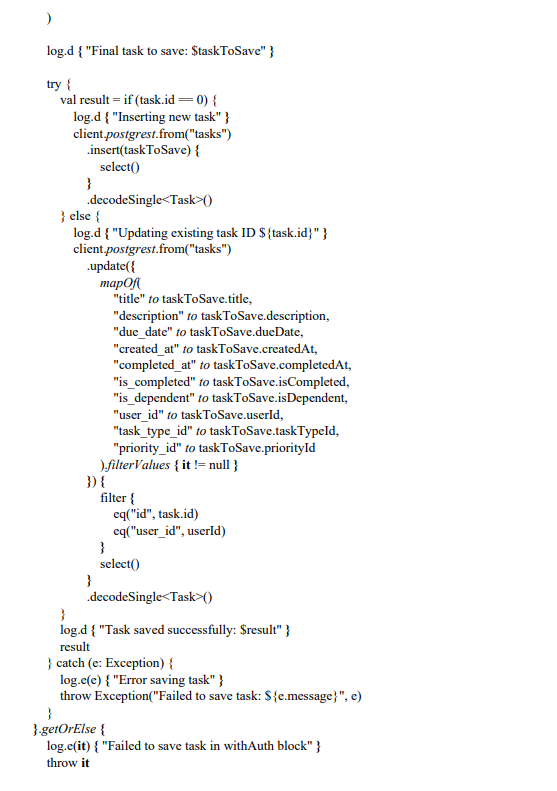 )
log.d { "Final task to save: $taskToSave" }
try {
val result = if (task.id == 0) {
log.d { "Inserting new task" }
client.postgrest.from("tasks")
.insert(taskToSave) {
select()
}
.decodeSingle<Task>()
} else {
log.d { "Updating existing task ID ${task.id}" }
client.postgrest.from("tasks")
.update({
mapOf(
"title" to taskToSave.title,
"description" to taskToSave.description,
"due_date" to taskToSave.dueDate,
"created_at" to taskToSave.createdAt,
"completed_at" to taskToSave.completedAt,
"is_completed" to taskToSave.isCompleted,
"is_dependent" to taskToSave.isDependent,
"user_id" to taskToSave.userId,
"task_type_id" to taskToSave.taskTypeId,
"priority_id" to taskToSave.priorityId
).filterValues { it != null }
}) {
filter {
eq("id", task.id)
eq("user_id", userId)
}
select()
}
.decodeSingle<Task>()
}
log.d { "Task saved successfully: $result" }
result
} catch (e: Exception) {
log.e(e) { "Error saving task" }
throw Exception("Failed to save task: ${e.message}", e)
}
}.getOrElse {
log.e(it) { "Failed to save task in withAuth block" }
throw it